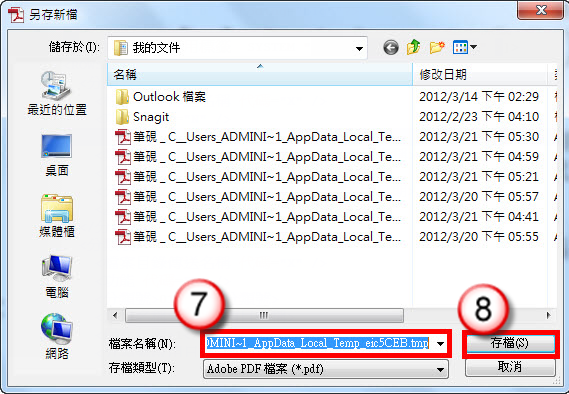 另存新檔
儲存於(I):
我的文件
名稱
修改日期
Outlook 檔案
2012/3/14 下午 02:29
Snagit
2012/2/23 下午 04:10
筆硯 _ C__Users_ADMINI~1_AppData_Local_Te...
2012/3/21 下午 05:30
筆硯 _ C__Users_ADMINI~1_AppData_Local_Te...
2012/3/21 下午 04:59
筆硯 _ C__Users_ADMINI~1_AppData_Local_Te...
2012/3/21 下午 05:21
筆硯 _ C__Users_ADMINI~1_AppData_Local_Te...
2012/3/20 下午 05:57
筆硯 _ C__Users_ADMINI~1_AppData_Local_Te...
2012/3/21 下午 04:41
筆硯 _ C__Users_ADMINI~1_AppData_Local_Te...
2012/3/20 下午 05:55
最近的位置
桌面
媒體櫃
電腦
網路
7
8
檔案名稱(N):
MINI~1_AppData_Local_Temp_eic5CEB.tmp
存檔(S)
存檔類型(T):
Adobe PDF 檔案 (*.pdf)
取消